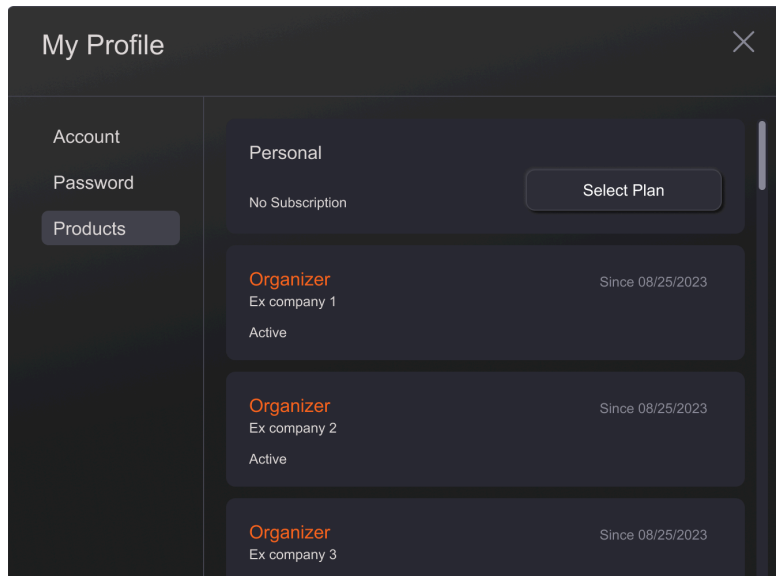 My Profile
Account
Password
Products
Personal
No Subscription
Select Plan
Organizer
Since 08/25/2023
Ex company 1
Active
Organizer
Since 08/25/2023
Ex company 2
Active
Organizer
Since 08/25/2023
Ex company 3